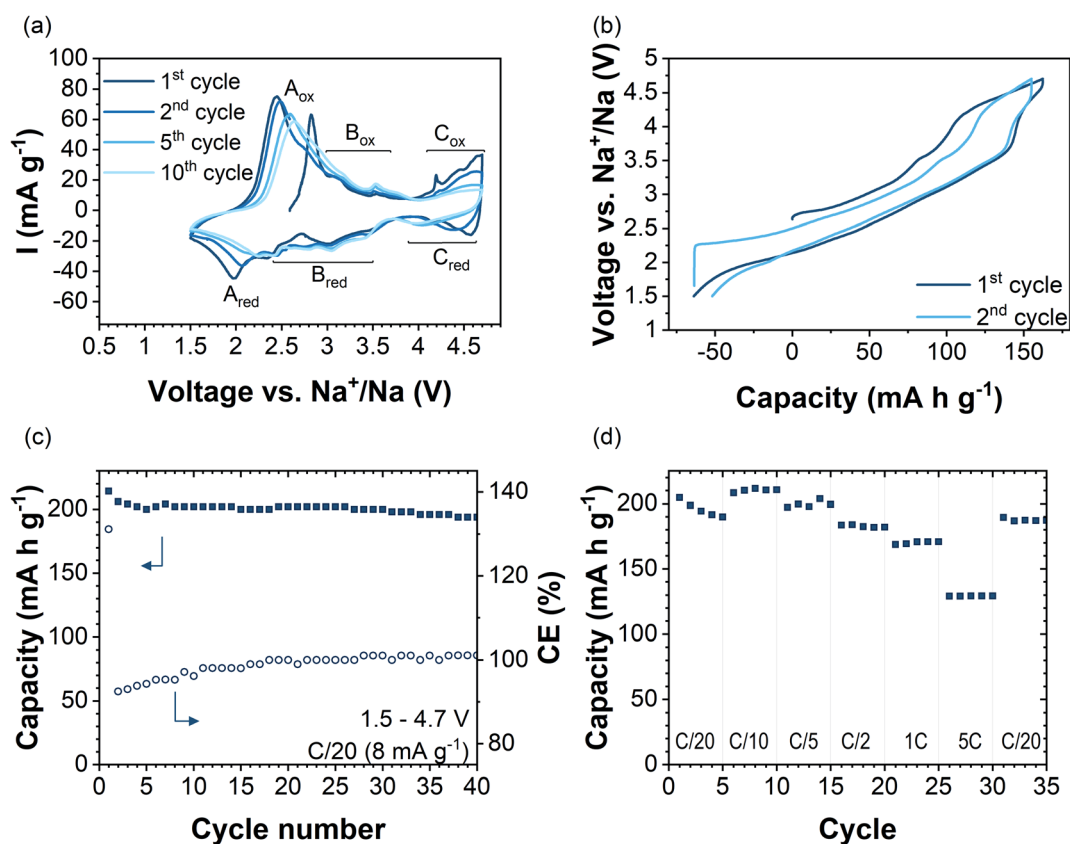 (a)
I (mA g⁻¹)
100
80
60
40
20
0
-20
-40
-60
1ˢᵗ cycle
2ⁿᵈ cycle
5ᵗʰ cycle
10ᵗʰ cycle
Aₒₓ
Bₒₓ
Cₒₓ
A_red
B_red
C_red
0.5 1 1.5 2 2.5 3 3.5 4 4.5
Voltage vs. Na⁺/Na (V)
(b)
Voltage vs. Na⁺/Na (V)
5
4.5
4
3.5
3
2.5
2
1.5
1
1ˢᵗ cycle
2ⁿᵈ cycle
-50 0 50 100 150
Capacity (mA h g⁻¹)
(c)
Capacity (mA h g⁻¹)
200
150
100
50
0
140
120
100
80
CE (%)
1.5 - 4.7 V
C/20 (8 mA g⁻¹)
0 5 10 15 20 25 30 35 40
Cycle number
(d)
Capacity (mA h g⁻¹)
200
150
100
50
0
C/20 C/10 C/5 C/2 1C 5C C/20
0 5 10 15 20 25 30 35
Cycle